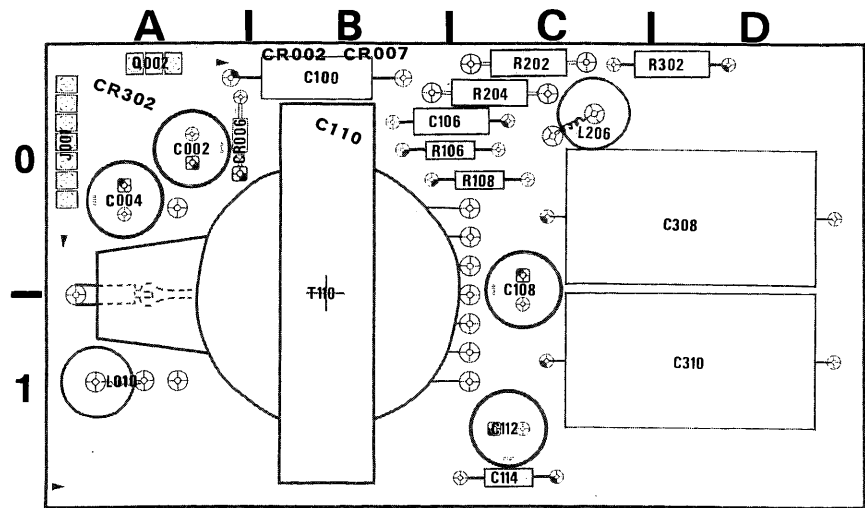 A B C D
CR002 CR007
Q002
R202
R302
C100
CR302
R204
C110
C106
L206
J001
C002
CR006
0
R106
R108
C004
C308
C108
T110
C310
1
L010
C112
C114